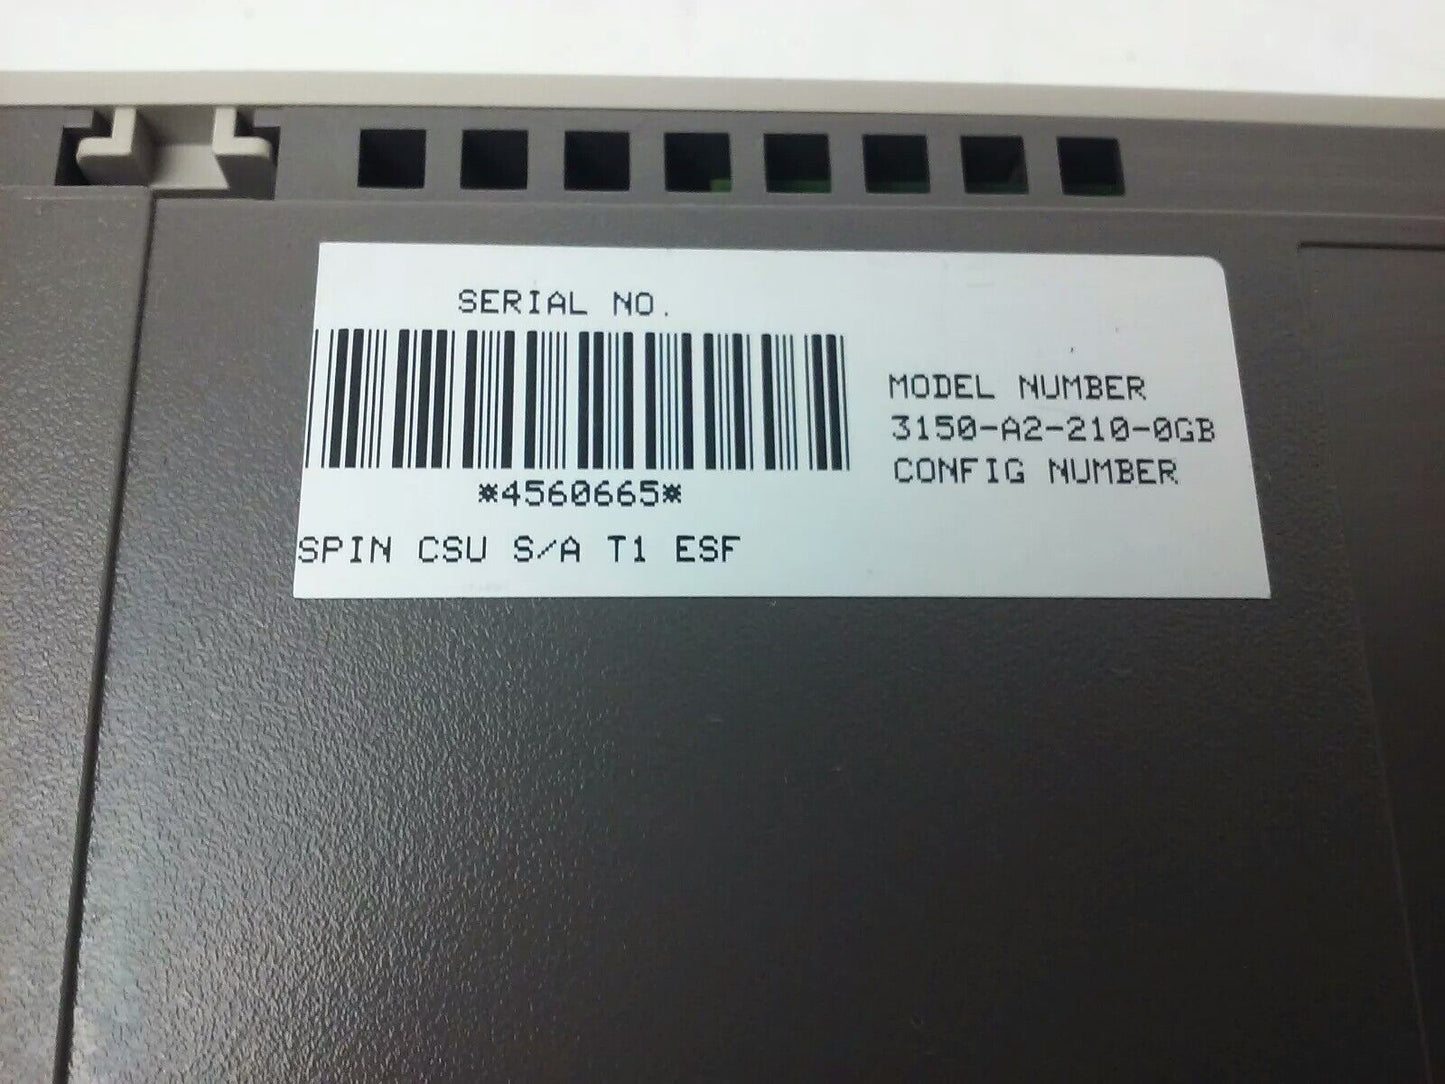 SERIAL NO.
*4560665*
SPIN CSU S/A T1 ESF
MODEL NUMBER
3150-A2-210-0GB
CONFIG NUMBER